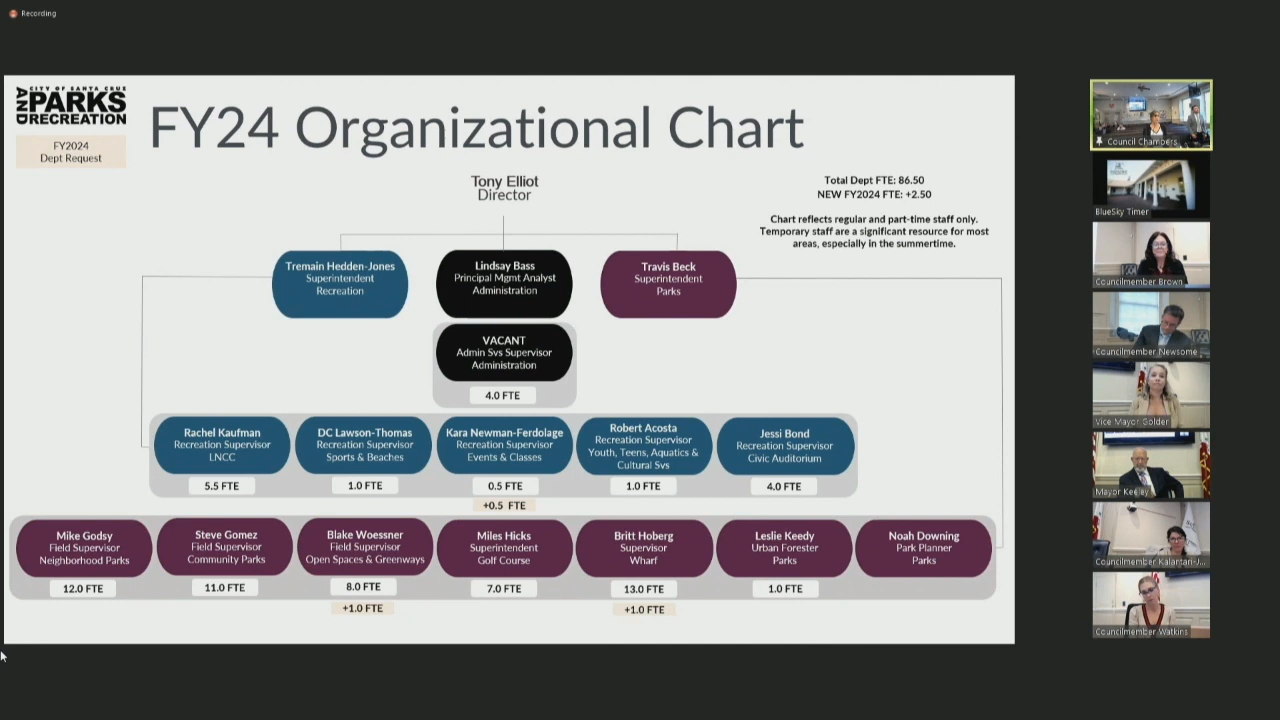 Recording
CITY OF SANTA CRUZ
PARKS
AND
RECREATION
FY2024
Dept Request
FY24 Organizational Chart
Tony Elliot
Director
Total Dept FTE: 86.50
NEW FY2024 FTE: +2.50
Chart reflects regular and part-time staff only.
Temporary staff are a significant resource for most
areas, especially in the summertime.
Tremain Hedden-Jones
Superintendent
Recreation
Lindsay Bass
Principal Mgmt Analyst
Administration
Travis Beck
Superintendent
Parks
VACANT
Admin Svs Supervisor
Administration
4.0 FTE
Rachel Kaufman
Recreation Supervisor
LNCC
5.5 FTE
DC Lawson-Thomas
Recreation Supervisor
Sports & Beaches
1.0 FTE
Kara Newman-Ferdolage
Recreation Supervisor
Events & Classes
0.5 FTE
+0.5 FTE
Robert Acosta
Recreation Supervisor
Youth, Teens, Aquatics &
Cultural Svs
1.0 FTE
Jessi Bond
Recreation Supervisor
Civic Auditorium
4.0 FTE
Mike Godsy
Field Supervisor
Neighborhood Parks
12.0 FTE
Steve Gomez
Field Supervisor
Community Parks
11.0 FTE
Blake Woessner
Field Supervisor
Open Spaces & Greenways
8.0 FTE
+1.0 FTE
Miles Hicks
Superintendent
Golf Course
7.0 FTE
Britt Hoberg
Supervisor
Wharf
13.0 FTE
+1.0 FTE
Leslie Keedy
Urban Forester
Parks
1.0 FTE
Noah Downing
Park Planner
Parks
Council Chambers
BlueSky Timer
Councilmember Brown
Councilmember Newsome
Vice Mayor Golder
Mayor Keeley
Councilmember Kalantari-J...
Councilmember Watkins